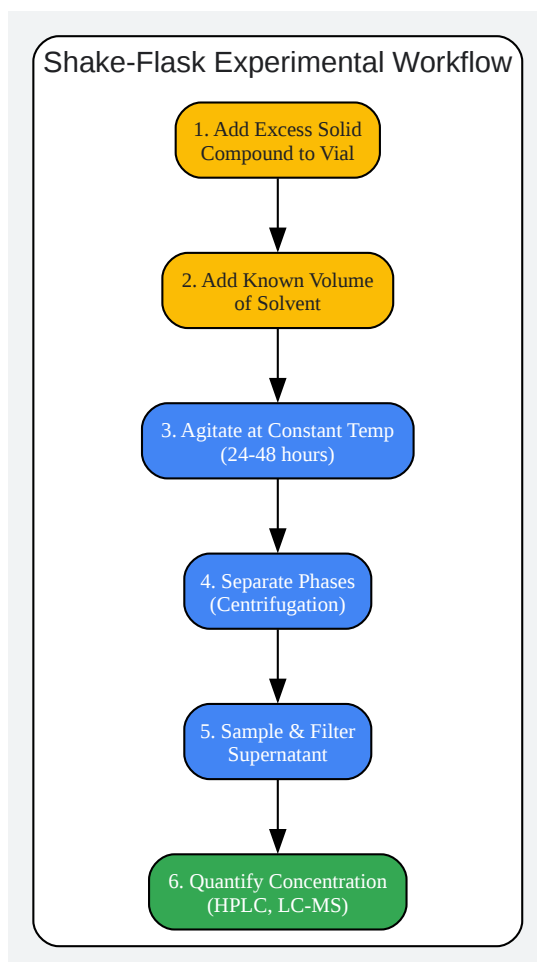 Shake-Flask Experimental Workflow
1. Add Excess Solid
Compound to Vial
2. Add Known Volume
of Solvent
3. Agitate at Constant Temp
(24-48 hours)
4. Separate Phases
(Centrifugation)
5. Sample & Filter
Supernatant
6. Quantify Concentration
(HPLC, LC-MS)